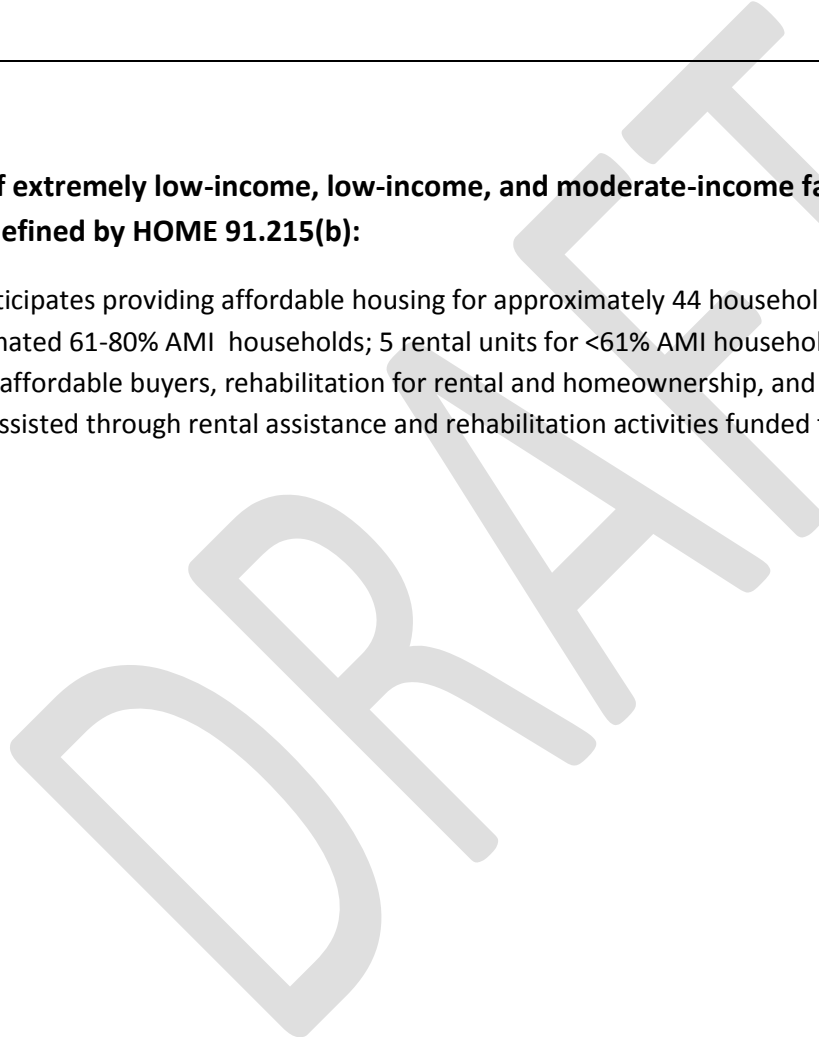 f extremely low-income, low-income, and moderate-income fa
efined by HOME 91.215(b):
ticipates providing affordable housing for approximately 44 househol
nated 61-80% AMI households; 5 rental units for <61% AMI househol
affordable buyers, rehabilitation for rental and homeownership, and
ssisted through rental assistance and rehabilitation activities funded
DRAFT